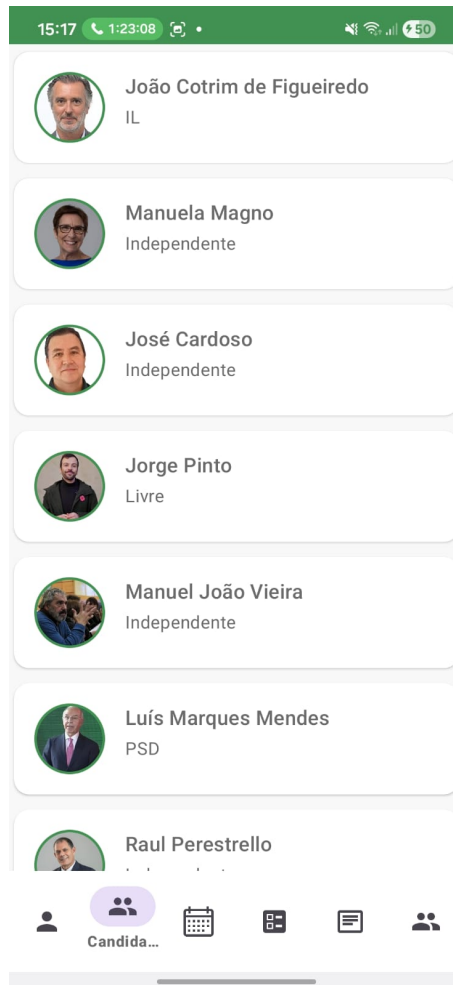 15:17 1:23:08 50
João Cotrim de Figueiredo
IL
Manuela Magno
Independente
José Cardoso
Independente
Jorge Pinto
Livre
Manuel João Vieira
Independente
Luís Marques Mendes
PSD
Raul Perestrello
Candida...